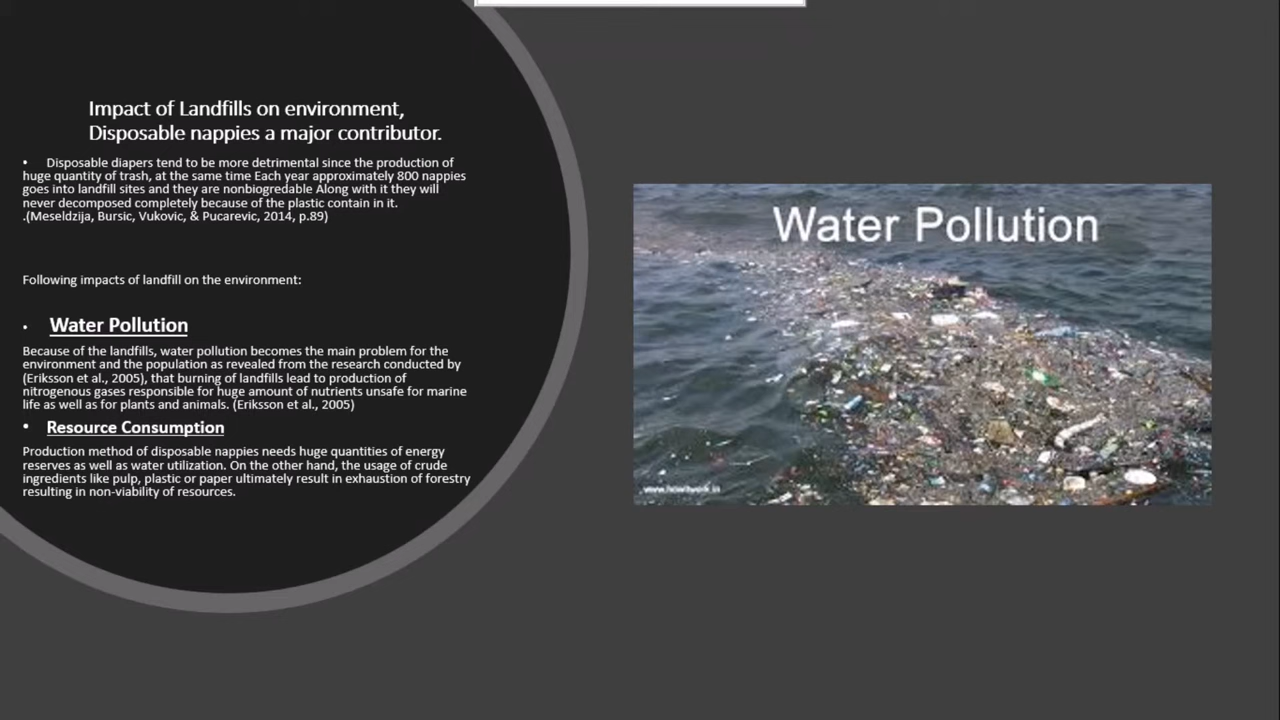 Impact of Landfills on environment,
Disposable nappies a major contributor.
• Disposable diapers tend to be more detrimental since the production of
huge quantity of trash, at the same time Each year approximately 800 nappies
goes into landfill sites and they are nonbiogredable Along with it they will
never decomposed completely because of the plastic contain in it.
.(Meseldzija, Bursic, Vukovic, & Pucarevic, 2014, p.89)
Following impacts of landfill on the environment:
• Water Pollution
Because of the landfills, water pollution becomes the main problem for the
environment and the population as revealed from the research conducted by
(Eriksson et al., 2005), that burning of landfills lead to production of
nitrogenous gases responsible for huge amount of nutrients unsafe for marine
life as well as for plants and animals. (Eriksson et al., 2005)
• Resource Consumption
Production method of disposable nappies needs huge quantities of energy
reserves as well as water utilization. On the other hand, the usage of crude
ingredients like pulp, plastic or paper ultimately result in exhaustion of forestry
resulting in non-viability of resources.
Water Pollution